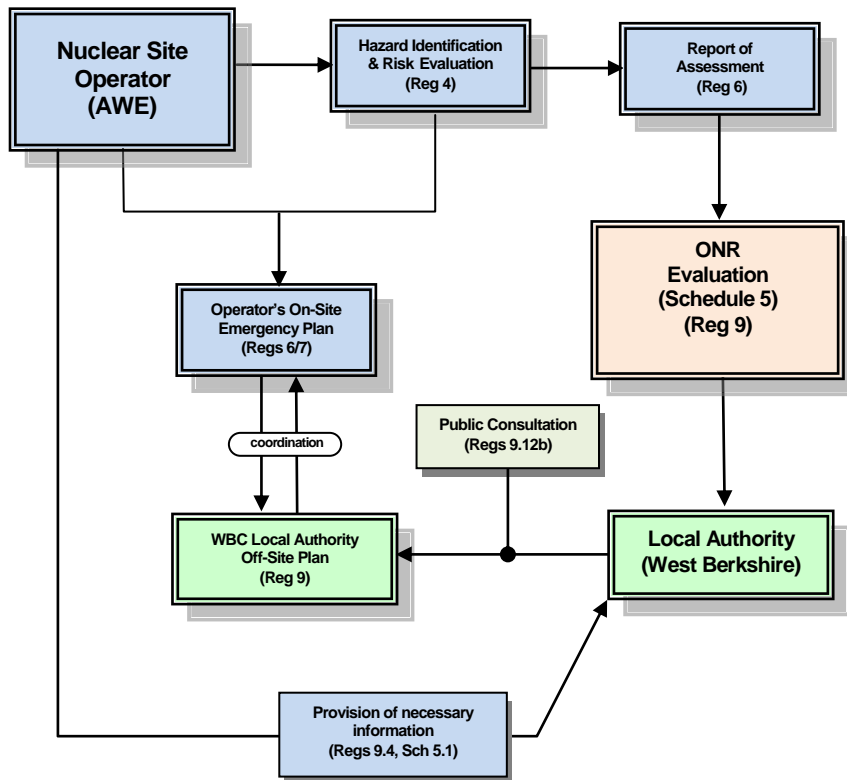 Nuclear Site
Operator
(AWE)
Hazard Identification
& Risk Evaluation
(Reg 4)
Report of
Assessment
(Reg 6)
ONR
Evaluation
(Schedule 5)
(Reg 9)
Operator's On-Site
Emergency Plan
(Regs 6/7)
Public Consultation
(Regs 9.12b)
coordination
WBC Local Authority
Off-Site Plan
(Reg 9)
Local Authority
(West Berkshire)
Provision of necessary
information
(Regs 9.4, Sch 5.1)